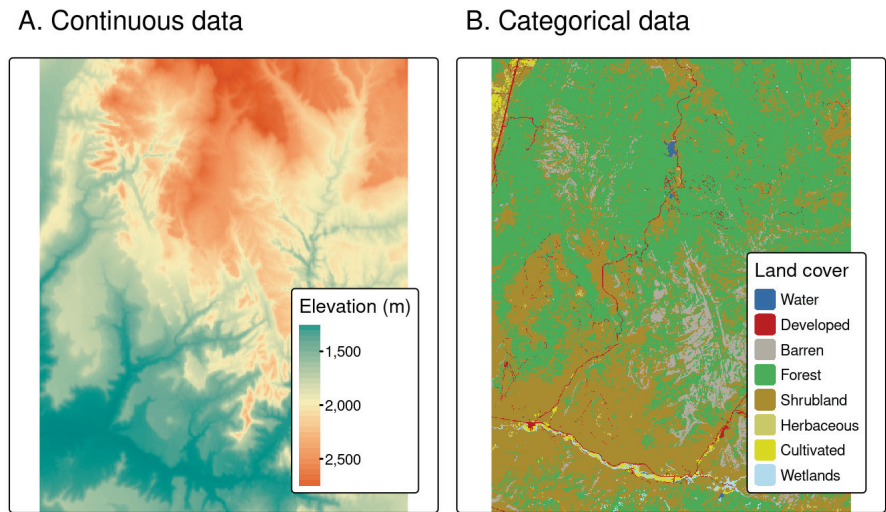 A. Continuous data
B. Categorical data
Elevation (m)
1,500
2,000
2,500
Land cover
Water
Developed
Barren
Forest
Shrubland
Herbaceous
Cultivated
Wetlands